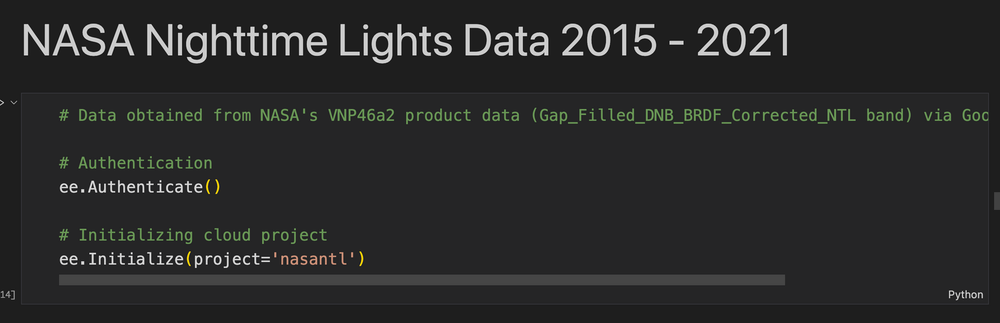 NASA Nighttime Lights Data 2015 - 2021
# Data obtained from NASA's VNP46a2 product data (Gap_Filled_DNB_BRDF_Corrected_NTL band) via Goo
# Authentication
ee.Authenticate()
# Initializing cloud project
ee.Initialize(project='nasantl')
14]
Python